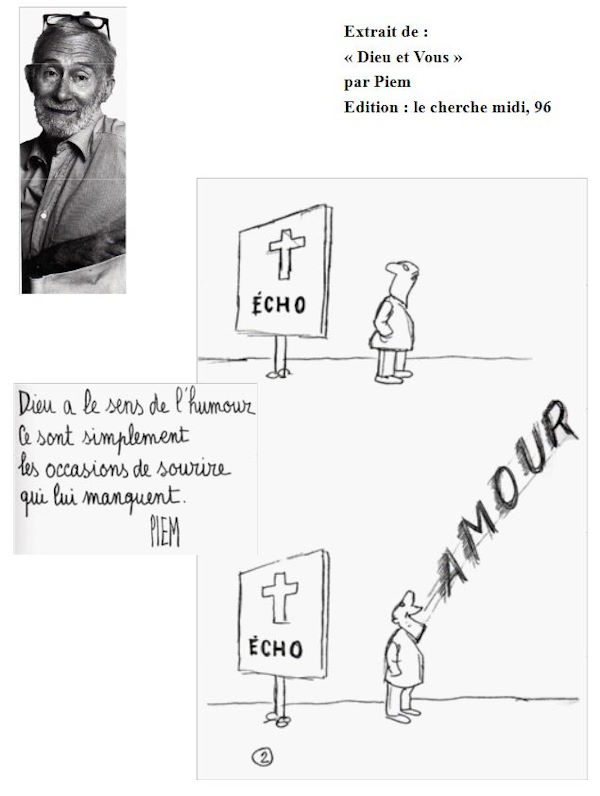 Extrait de :
« Dieu et Vous »
par Piem
Edition : le cherche midi, 96
ÉCHO
Dieu a le sens de l'humour
Ce sont simplement
les occasions de sourire
qui lui manquent.
PIEM
AMOUR
ÉCHO
2